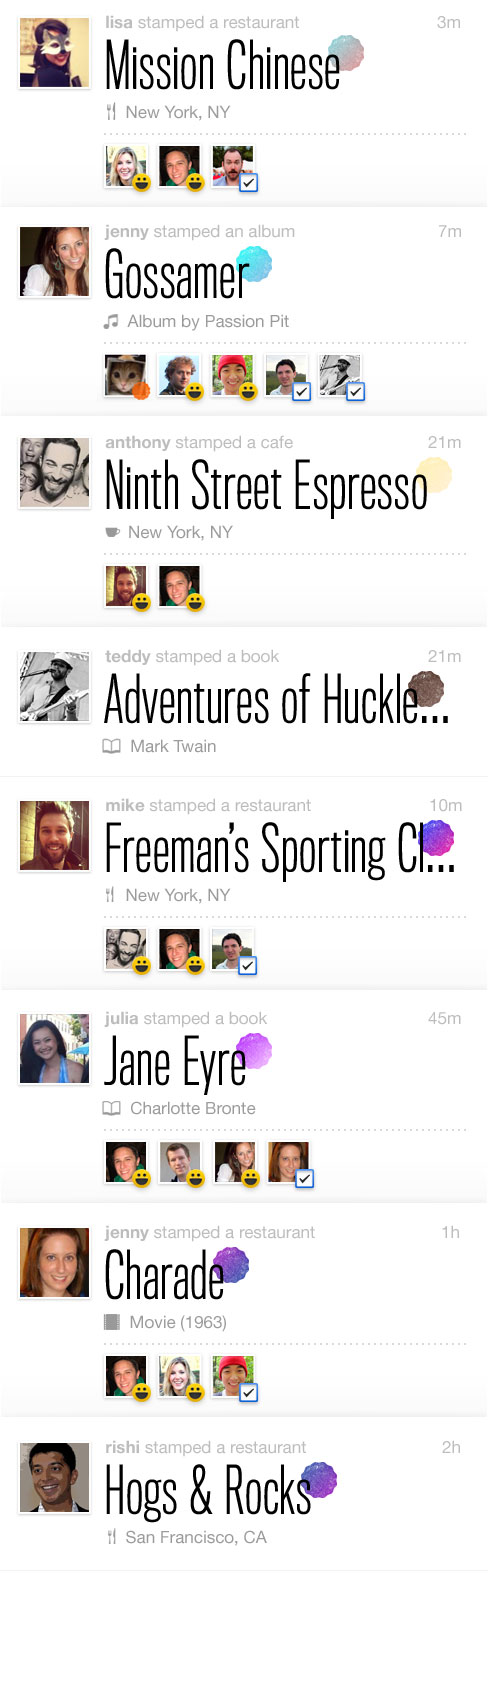 lisa stamped a restaurant 3m
Mission Chinese
New York, NY
jenny stamped an album 7m
Gossamer
Album by Passion Pit
anthony stamped a cafe 21m
Ninth Street Espresso
New York, NY
teddy stamped a book 21m
Adventures of Huckle...
Mark Twain
mike stamped a restaurant 10m
Freeman's Sporting Cl...
New York, NY
julia stamped a book 45m
Jane Eyre
Charlotte Bronte
jenny stamped a restaurant 1h
Charade
Movie (1963)
rishi stamped a restaurant 2h
Hogs & Rocks
San Francisco, CA